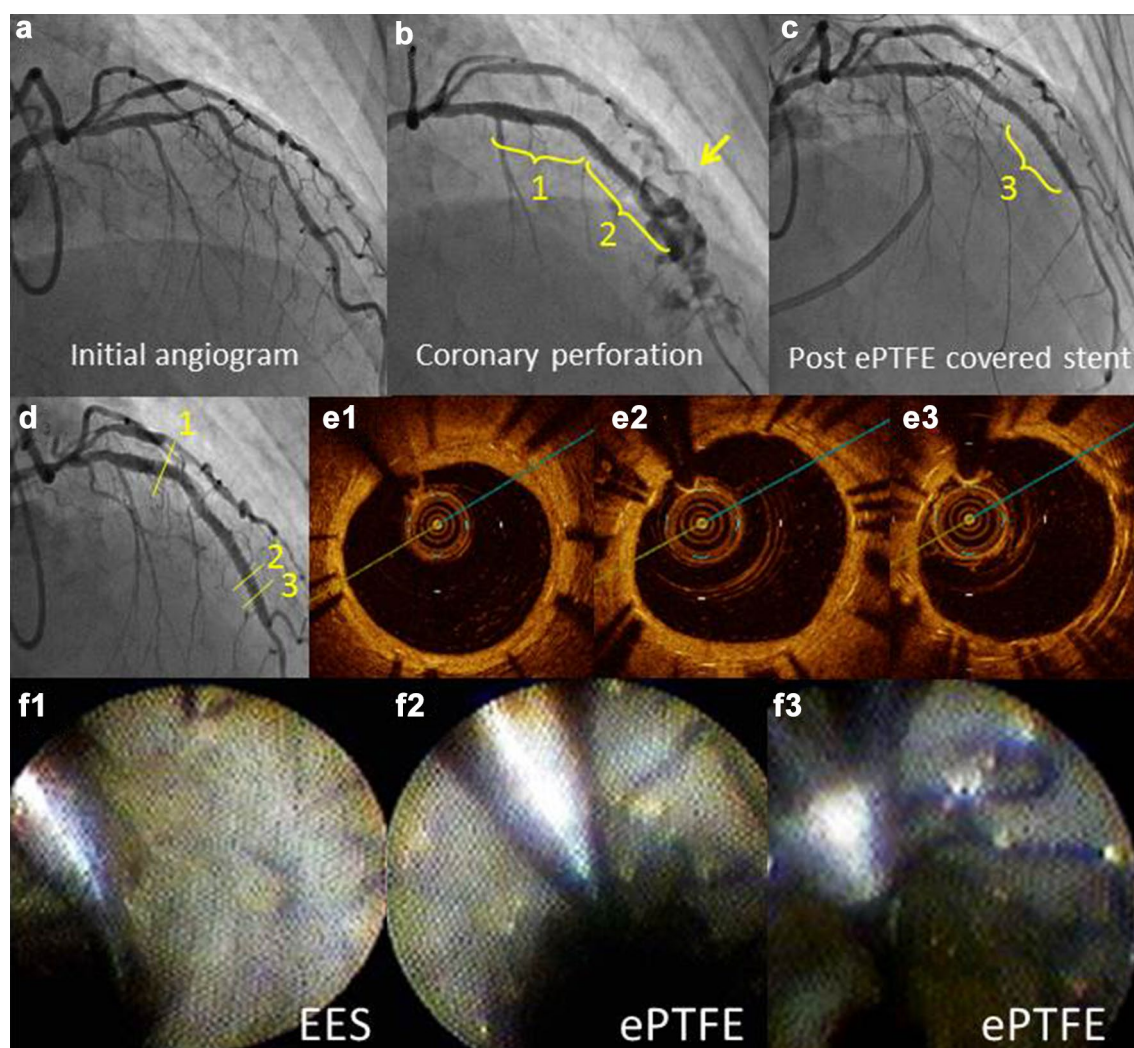 a
b
c
1
2
3
Initial angiogram
Coronary perforation
Post ePTFE covered stent
d
e1
e2
e3
1
2
3
f1
f2
f3
EES
ePTFE
ePTFE